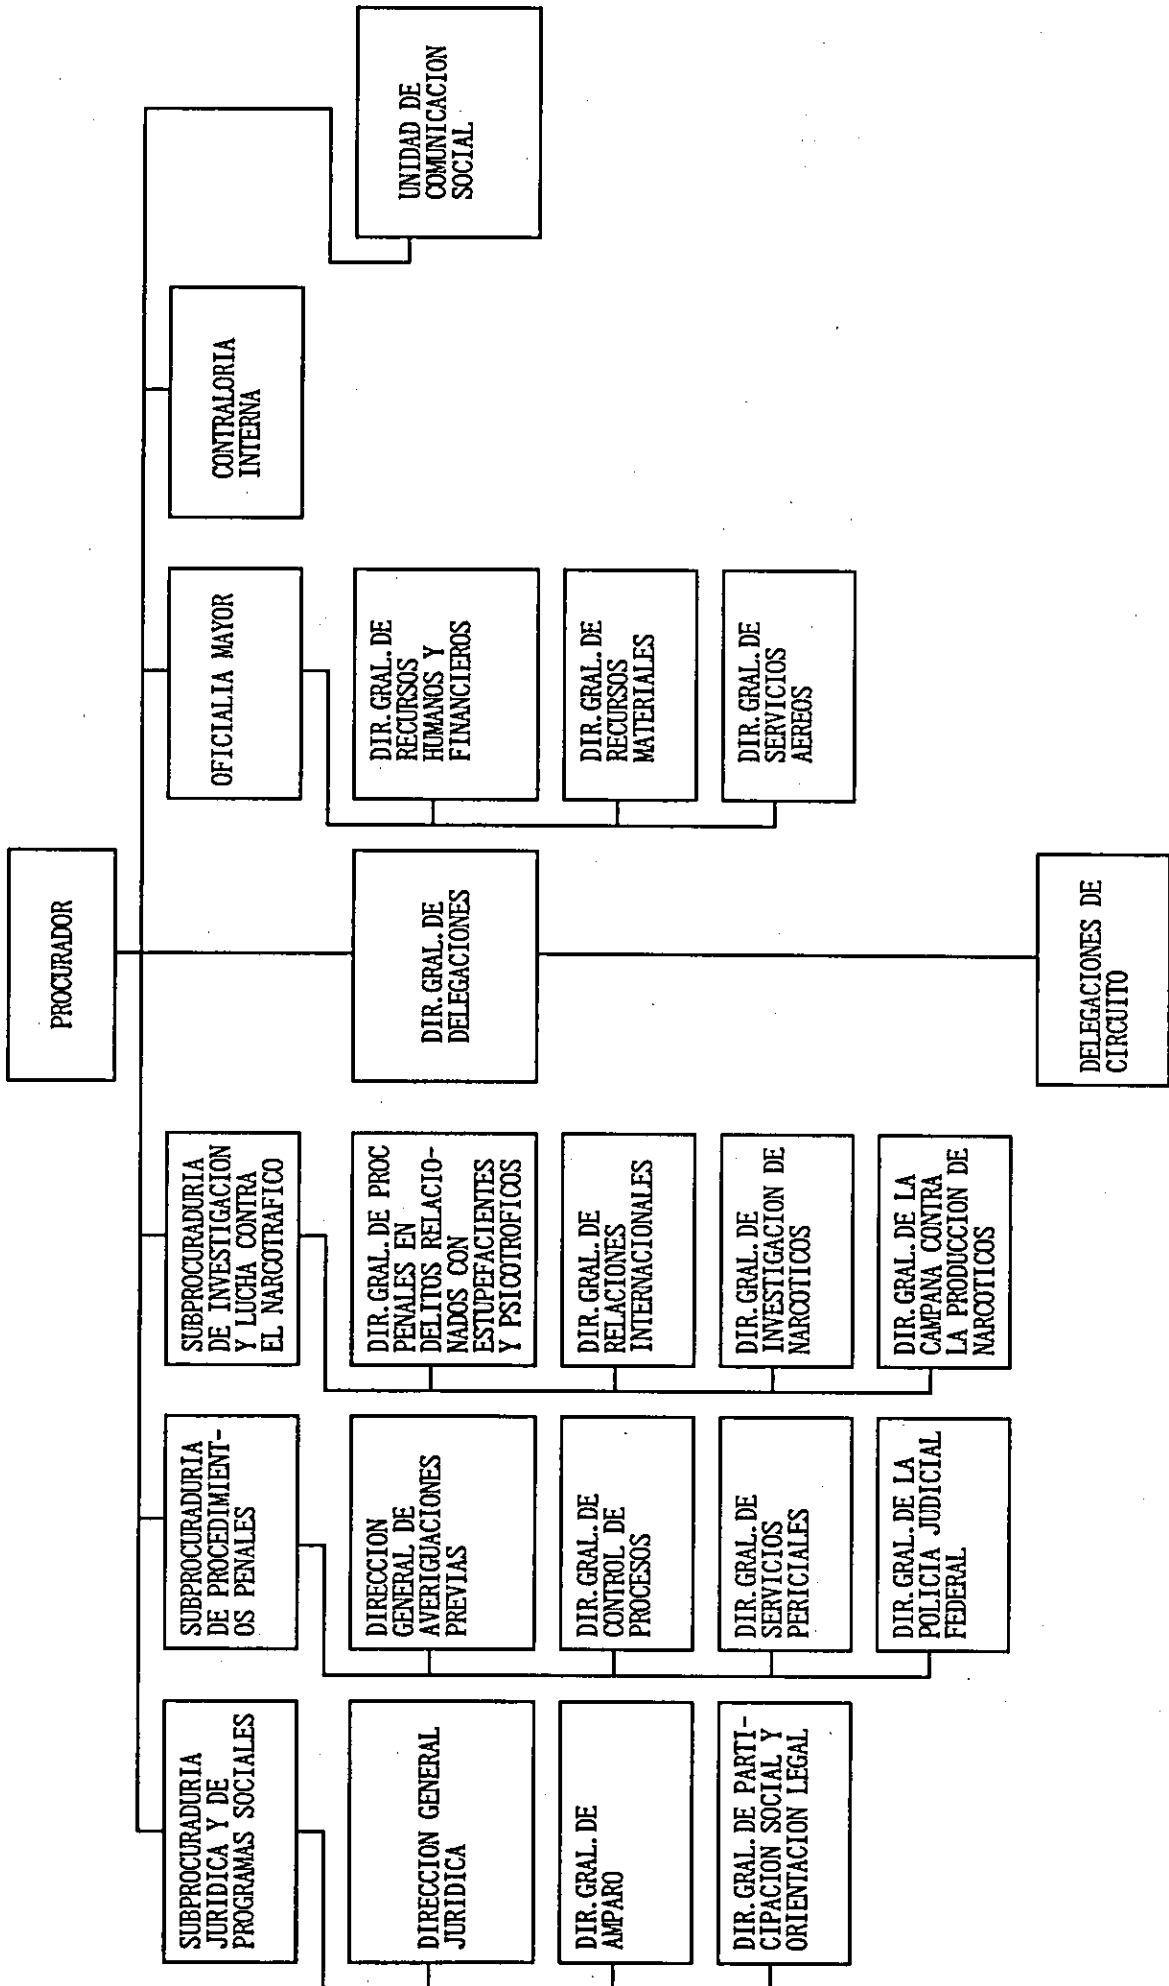 PROCURADOR
SUBPROCURADURIA
JURIDICA Y DE
PROGRAMAS SOCIALES
SUBPROCURADURIA
DE PROCEDIMIENT-
OS PENALES
SUBPROCURADURIA
DE INVESTIGACION
Y LUCHA CONTRA
EL NARCOTRAFICO
OFICIALIA MAYOR
CONTRALORIA
INTERNA
DIRECCION GENERAL
JURIDICA
DIRECCION
GENERAL DE
AVERIGUACIONES
PREVIAS
DIR.GRAL.DE PROC
PENALES EN
DELITOS RELACIO-
NADOS CON
ESTUPEFACIENTES
Y PSICOTROFICOS
DIR.GRAL.DE
DELEGACIONES
DIR.GRAL.DE
RECURSOS
HUMANOS Y
FINANCIEROS
UNIDAD DE
COMUNICACION
SOCIAL
DIR.GRAL.DE
AMPARO
DIR.GRAL.DE
CONTROL DE
PROCESOS
DIR.GRAL.DE
RELACIONES
INTERNACIONALES
DIR.GRAL.DE
RECURSOS
MATERIALES
DIR.GRAL.DE PARTI-
CIPACION SOCIAL Y
ORIENTACION LEGAL
DIR.GRAL.DE
SERVICIOS
PERICIALES
DIR.GRAL.DE
INVESTIGACION DE
NARCOTICOS
DIR.GRAL.DE
SERVICIOS
AEREOS
DIR.GRAL.DE LA
POLICIA JUDICIAL
FEDERAL
DIR.GRAL.DE LA
CAMPANA CONTRA
LA PRODUCCION DE
NARCOTICOS
DELEGACIONES DE
CIRCUITO